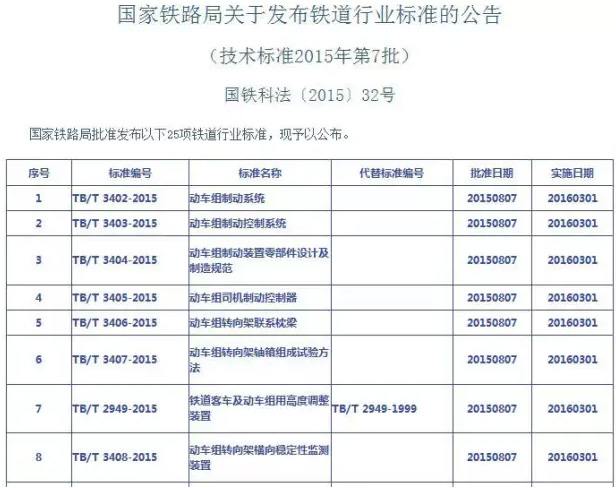 国家铁路局关于发布铁道行业标准的公告
（技术标准2015年第7批）
国铁科法〔2015〕32号
国家铁路局批准发布以下25项铁道行业标准，现予以公布。
序号 标准编号 标准名称 代替标准编号 批准日期 实施日期
1 TB/T 3402-2015 动车组制动系统 20150807 20160301
2 TB/T 3403-2015 动车组制动控制系统 20150807 20160301
3 TB/T 3404-2015 动车组制动装置零部件设计及
制造规范 20150807 20160301
4 TB/T 3405-2015 动车组司机制动控制器 20150807 20160301
5 TB/T 3406-2015 动车组转向架联系枕梁 20150807 20160301
6 TB/T 3407-2015 动车组转向架轴箱组成试验方
法 20150807 20160301
7 TB/T 2949-2015 铁道客车及动车组用高度调整
装置 TB/T 2949-1999 20150807 20160301
8 TB/T 3408-2015 动车组转向架横向稳定性监测
装置 20150807 20160301